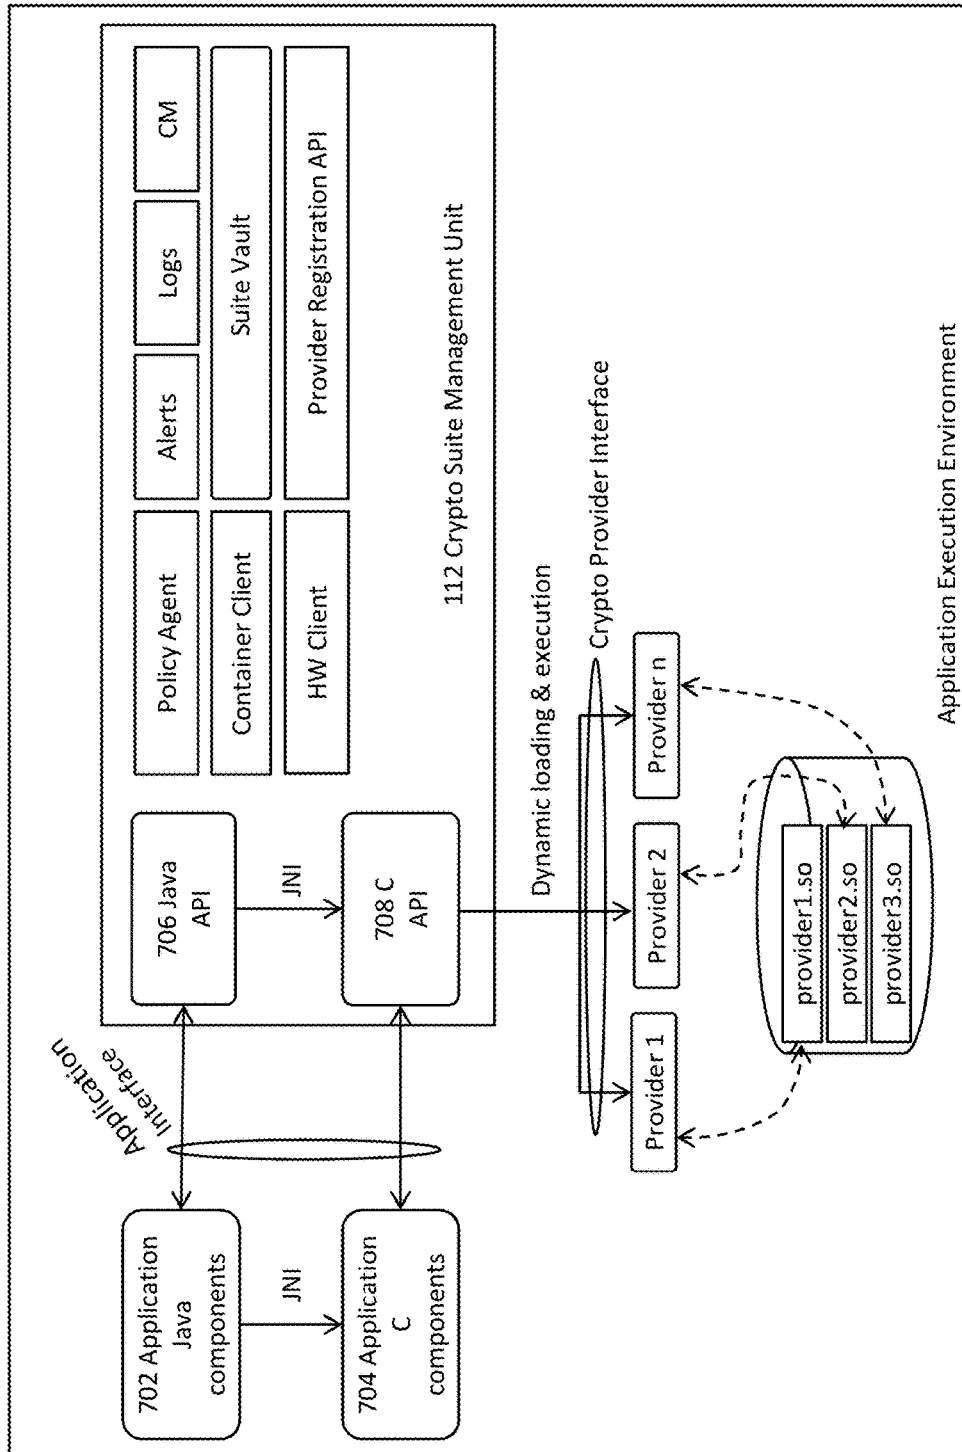 702 Application
Java
components
JNI
704 Application
C
components
Application
Interface
706 Java
API
JNI
708 C
API
Policy Agent
Alerts
Logs
CM
Container Client
Suite Vault
HW Client
Provider Registration API
112 Crypto Suite Management Unit
Dynamic loading & execution
Crypto Provider Interface
Provider 1
Provider 2
Provider n
provider1.so
provider2.so
provider3.so
Application Execution Environment